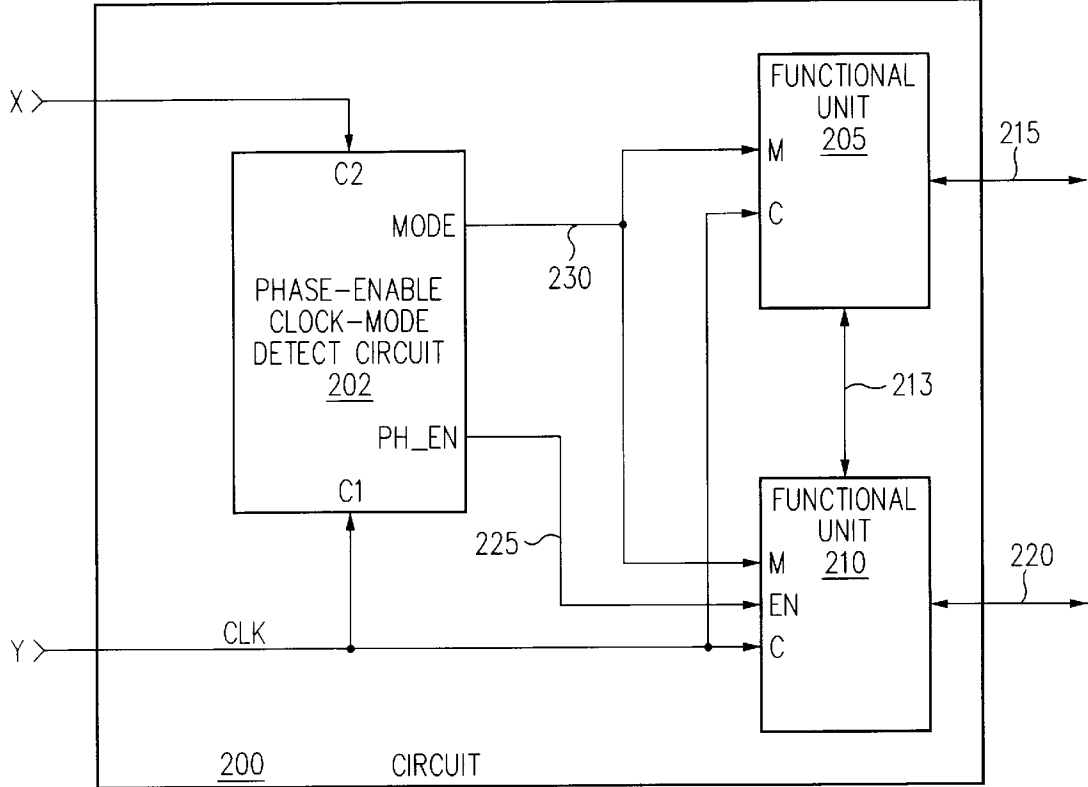 X
FUNCTIONAL
UNIT
205
M
C
215
C2
MODE
230
PHASE-ENABLE
CLOCK-MODE
DETECT CIRCUIT
202
PH_EN
C1
213
225
FUNCTIONAL
UNIT
210
M
EN
C
220
Y
CLK
200
CIRCUIT